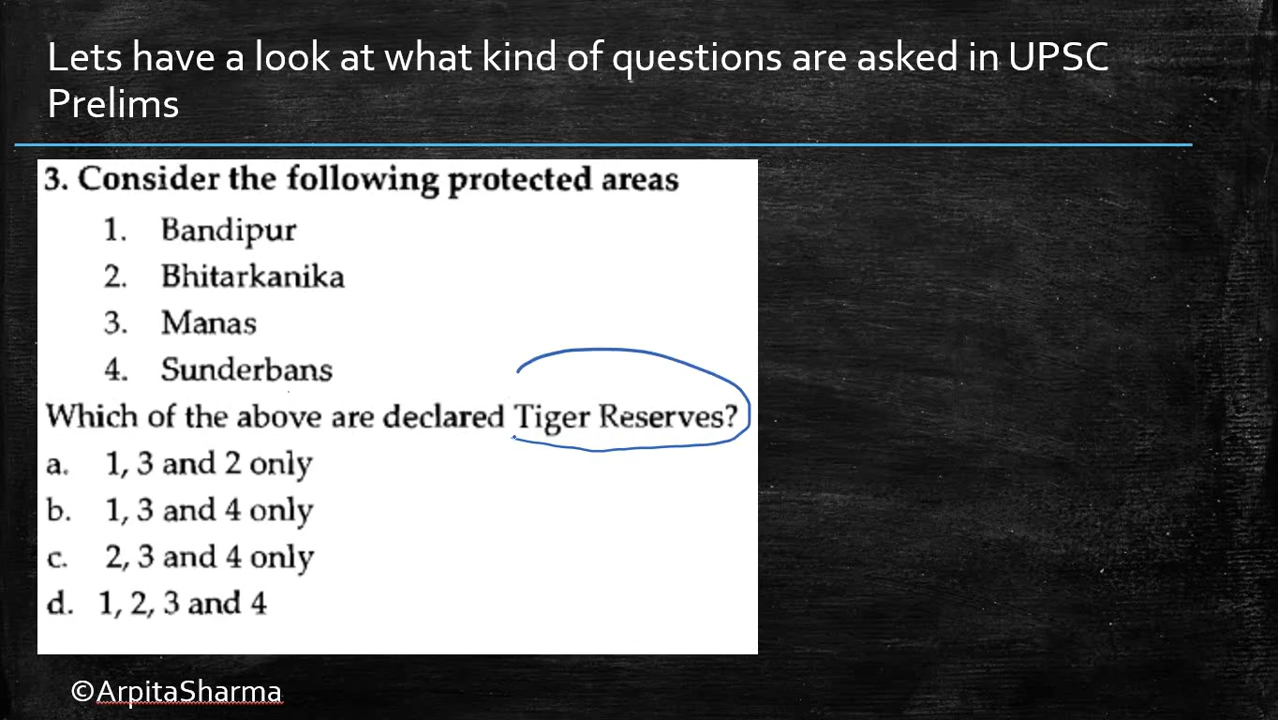 Lets have a look at what kind of questions are asked in UPSC
Prelims
3. Consider the following protected areas
1. Bandipur
2. Bhitarkanika
3. Manas
4. Sunderbans
Which of the above are declared Tiger Reserves?
a. 1, 3 and 2 only
b. 1, 3 and 4 only
c. 2, 3 and 4 only
d. 1, 2, 3 and 4
©ArpitaSharma